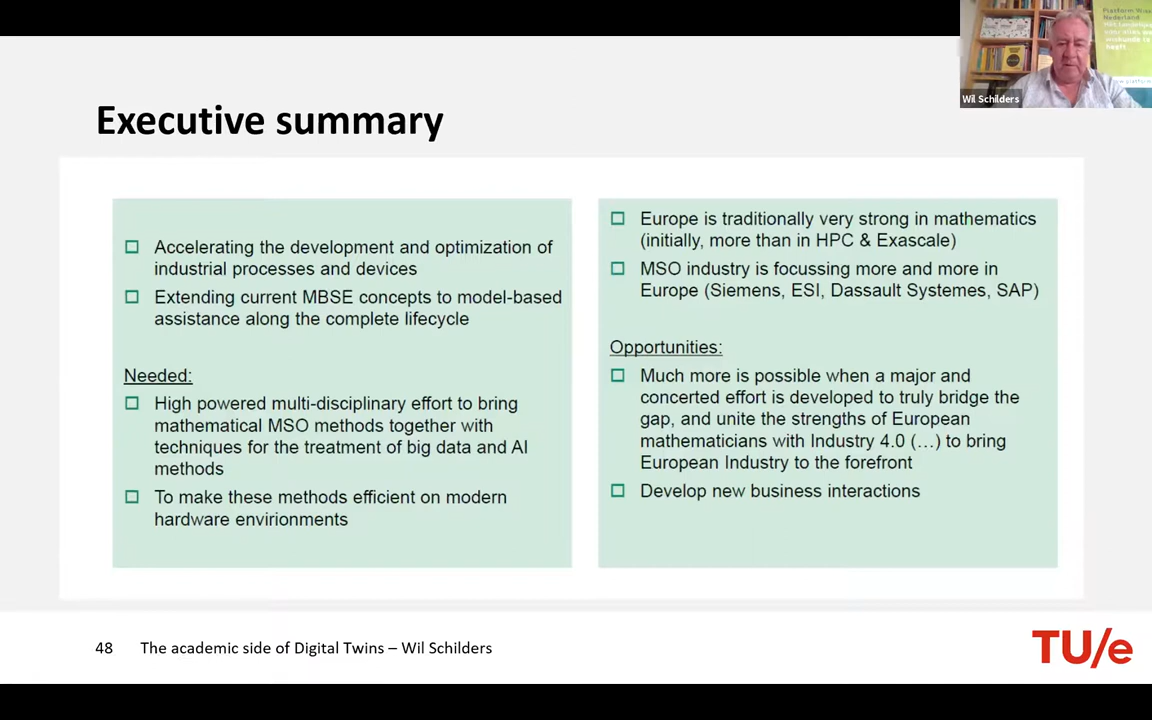 Platform Wis
Nederland
Wil Schilders
Executive summary
Accelerating the development and optimization of
industrial processes and devices
Extending current MBSE concepts to model-based
assistance along the complete lifecycle
Needed:
High powered multi-disciplinary effort to bring
mathematical MSO methods together with
techniques for the treatment of big data and AI
methods
To make these methods efficient on modern
hardware envirionments
Europe is traditionally very strong in mathematics
(initially, more than in HPC & Exascale)
MSO industry is focussing more and more in
Europe (Siemens, ESI, Dassault Systemes, SAP)
Opportunities:
Much more is possible when a major and
concerted effort is developed to truly bridge the
gap, and unite the strengths of European
mathematicians with Industry 4.0 (…) to bring
European Industry to the forefront
Develop new business interactions
48 The academic side of Digital Twins – Wil Schilders
TU/e